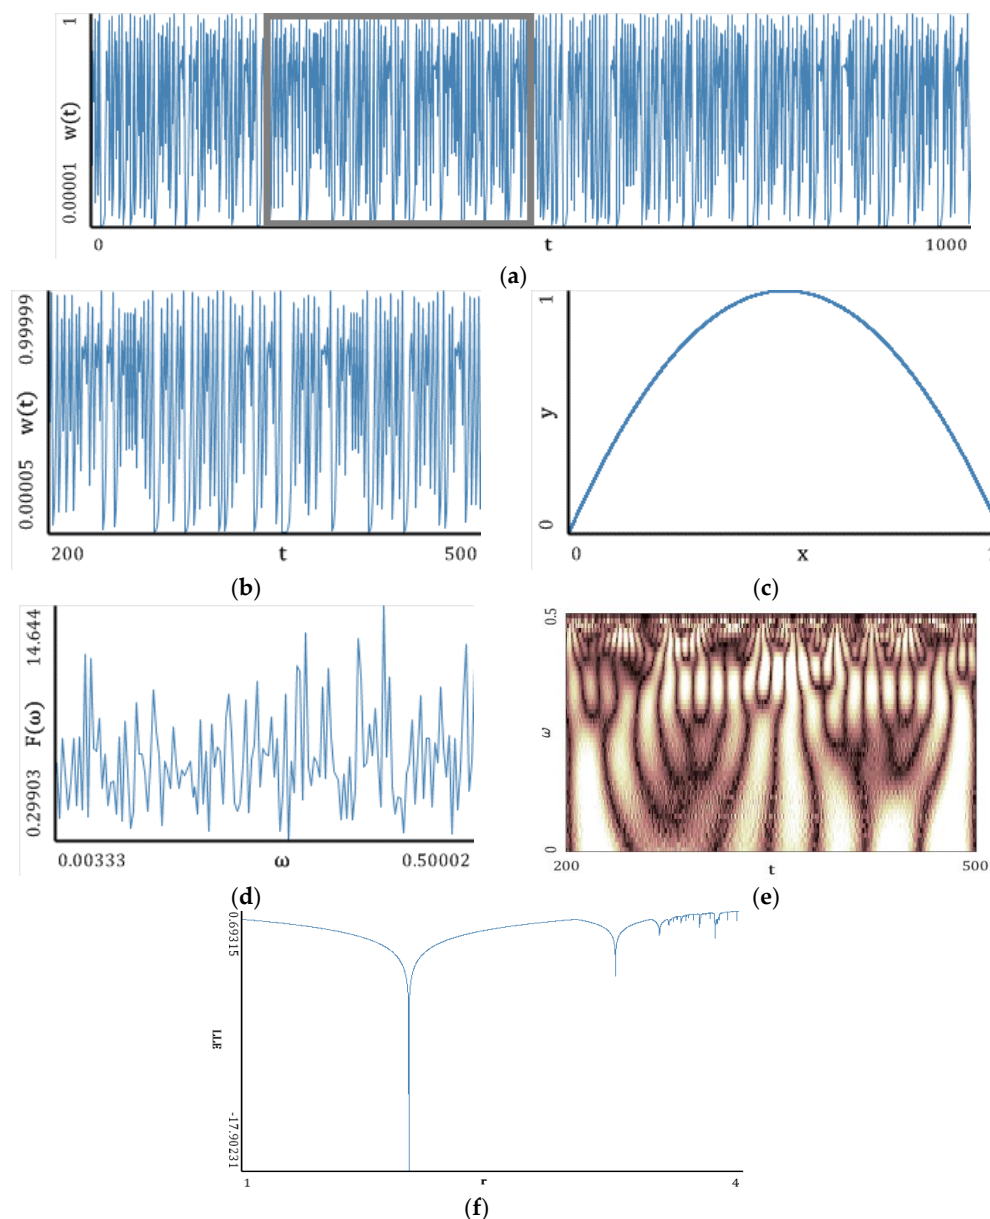 1
w(t)
0.00001
0
t
1000
(a)
0.99999
w(t)
0.00005
200
t
500
(b)
1
y
0
0
x
(c)
14.644
F(ω)
0.29903
0.00333
ω
0.50002
(d)
0.5
ω
0
200
t
500
(e)
0.69315
LLE
-17.90231
1
r
4
(f)